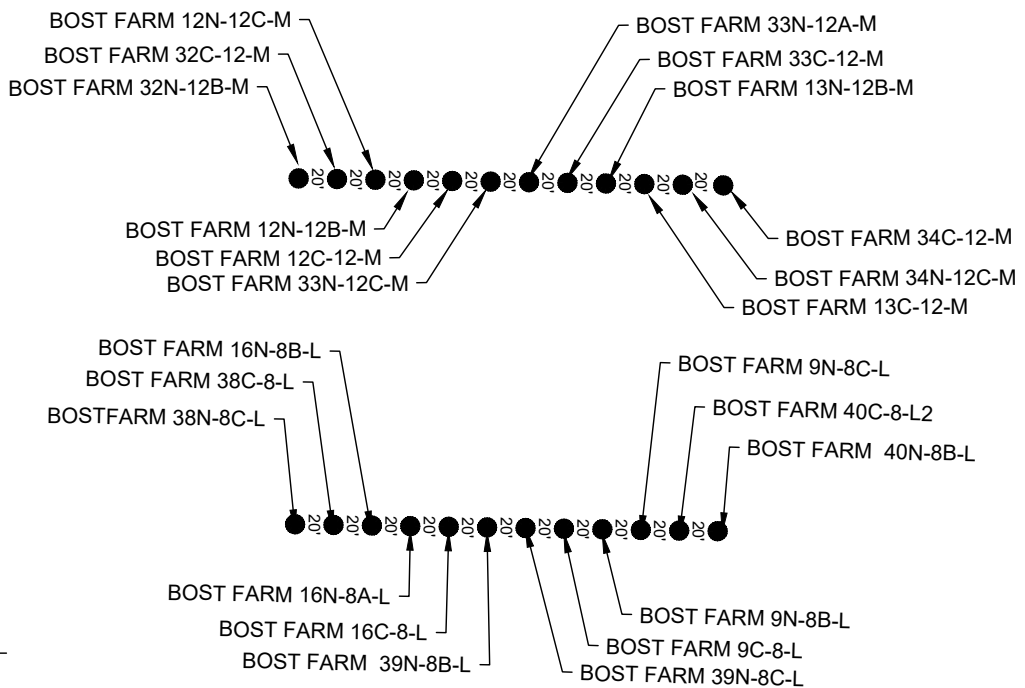 BOST FARM 12N-12C-M
BOST FARM 33N-12A-M
BOST FARM 32C-12-M
BOST FARM 33C-12-M
BOST FARM 32N-12B-M
BOST FARM 13N-12B-M
20' 20' 20' 20' 20' 20' 20' 20' 20' 20' 20'
BOST FARM 12N-12B-M
BOST FARM 34C-12-M
BOST FARM 12C-12-M
BOST FARM 33N-12C-M
BOST FARM 34N-12C-M
BOST FARM 13C-12-M
BOST FARM 16N-8B-L
BOST FARM 9N-8C-L
BOST FARM 38C-8-L
BOSTFARM 38N-8C-L
BOST FARM 40C-8-L2
BOST FARM 40N-8B-L
20' 20' 20' 20' 20' 20' 20' 20' 20' 20' 20'
BOST FARM 16N-8A-L
BOST FARM 9N-8B-L
BOST FARM 16C-8-L
BOST FARM 9C-8-L
BOST FARM 39N-8B-L
BOST FARM 39N-8C-L